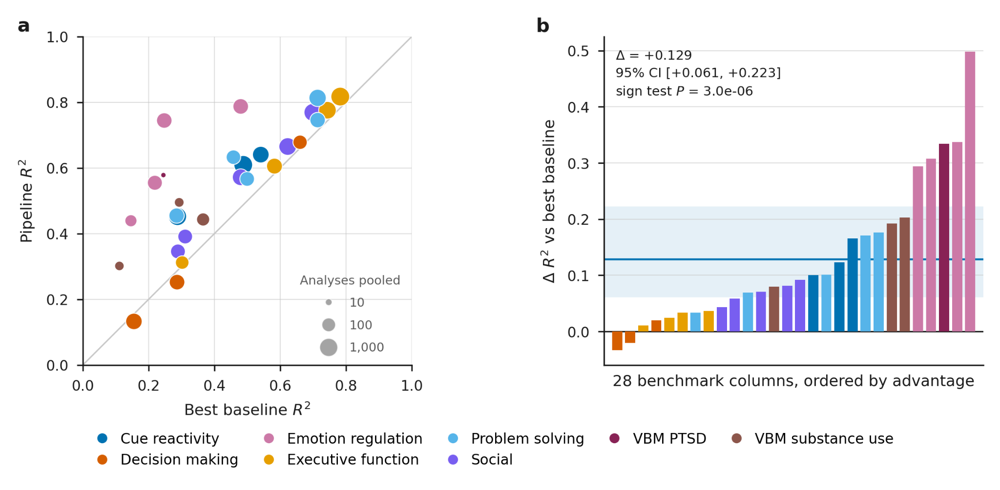 a
1.0
0.8
0.6
0.4
0.2
0.0
Pipeline R²
0.0 0.2 0.4 0.6 0.8 1.0
Best baseline R²
Analyses pooled
10
100
1,000
b
0.5
0.4
0.3
0.2
0.1
0.0
Δ R² vs best baseline
Δ = +0.129
95% CI [+0.061, +0.223]
sign test P = 3.0e-06
28 benchmark columns, ordered by advantage
Cue reactivity Emotion regulation Problem solving VBM PTSD VBM substance use
Decision making Executive function Social